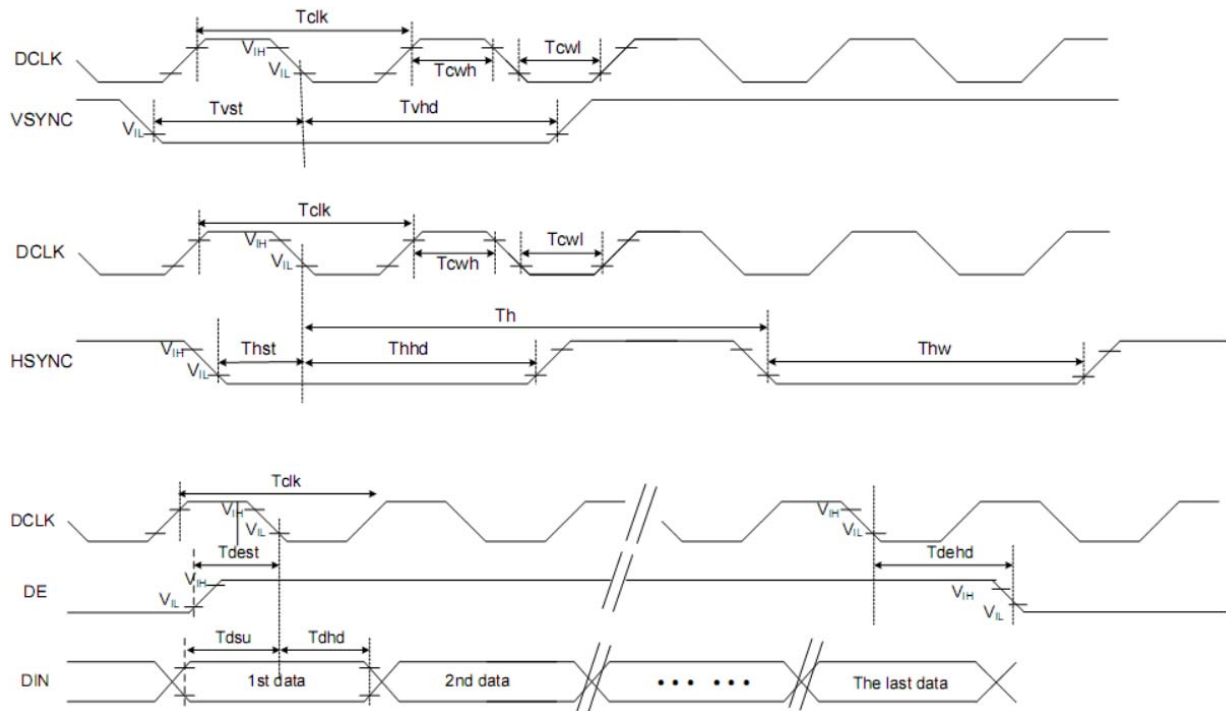 Tclk
DCLK
VIH
VIL
Tcwh
Tcwl
VSYNC
VIL
Tvst
Tvhd
Tclk
DCLK
VIH
VIL
Tcwh
Tcwl
Th
HSYNC
VIH
VIL
Thst
Thhd
Thw
Tclk
DCLK
VIH
VIL
VIH
VIL
Tdest
Tdehd
DE
VIH
VIL
VIH
VIL
Tdsu
Tdhd
DIN
1st data
2nd data
••• •••
The last data